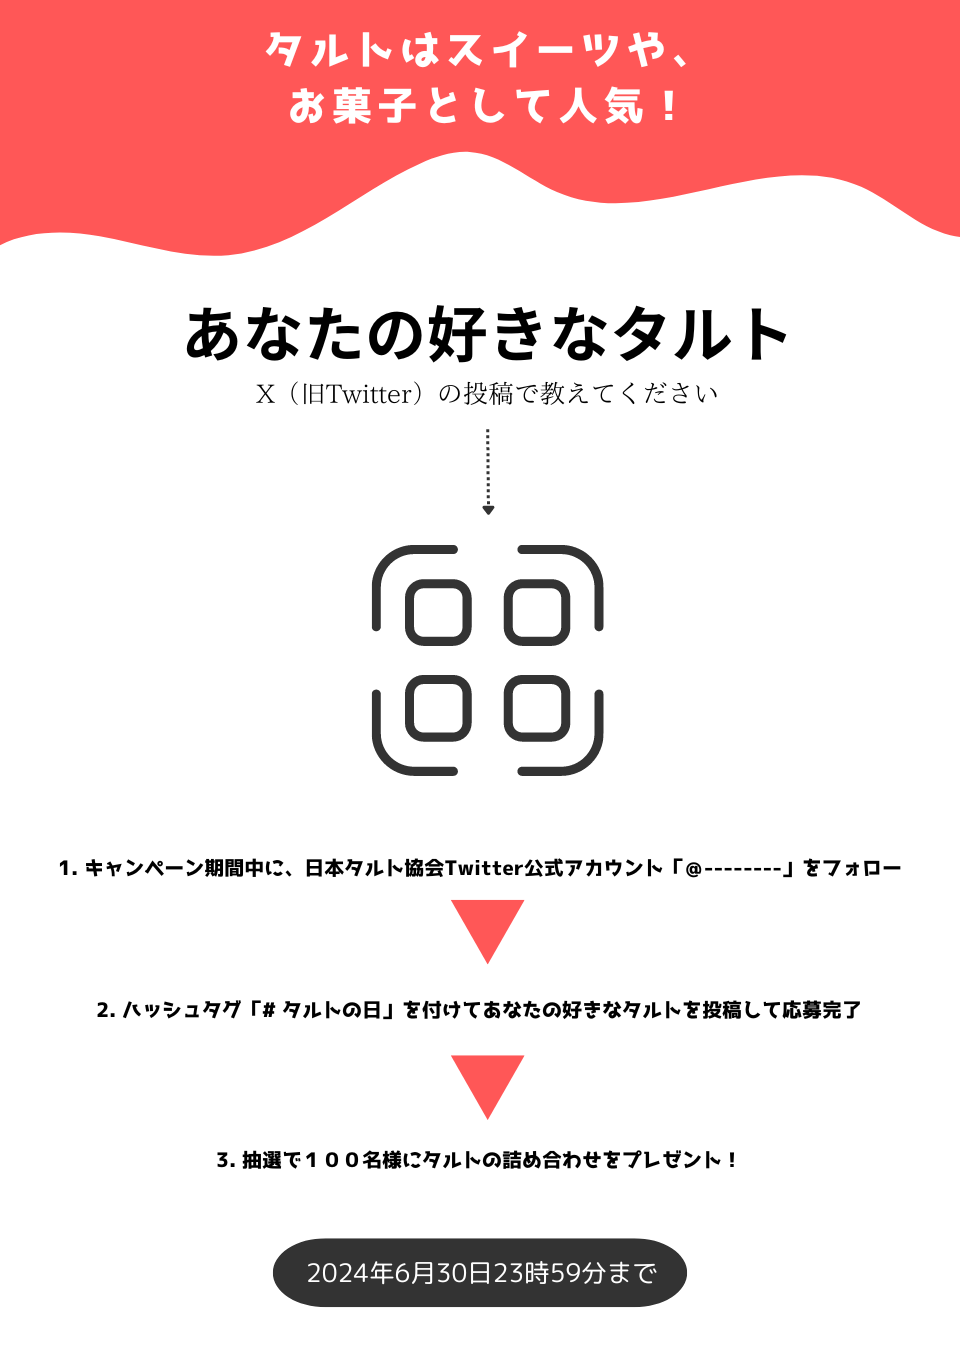 タルトはスイーツや、
お菓子として人気！
あなたの好きなタルト
X（旧Twitter）の投稿で教えてください
1. キャンペーン期間中に、日本タルト協会Twitter公式アカウント「@--------」をフォロー
2. ハッシュタグ「# タルトの日」を付けてあなたの好きなタルトを投稿して応募完了
3. 抽選で１００名様にタルトの詰め合わせをプレゼント！
2024年6月30日23時59分まで